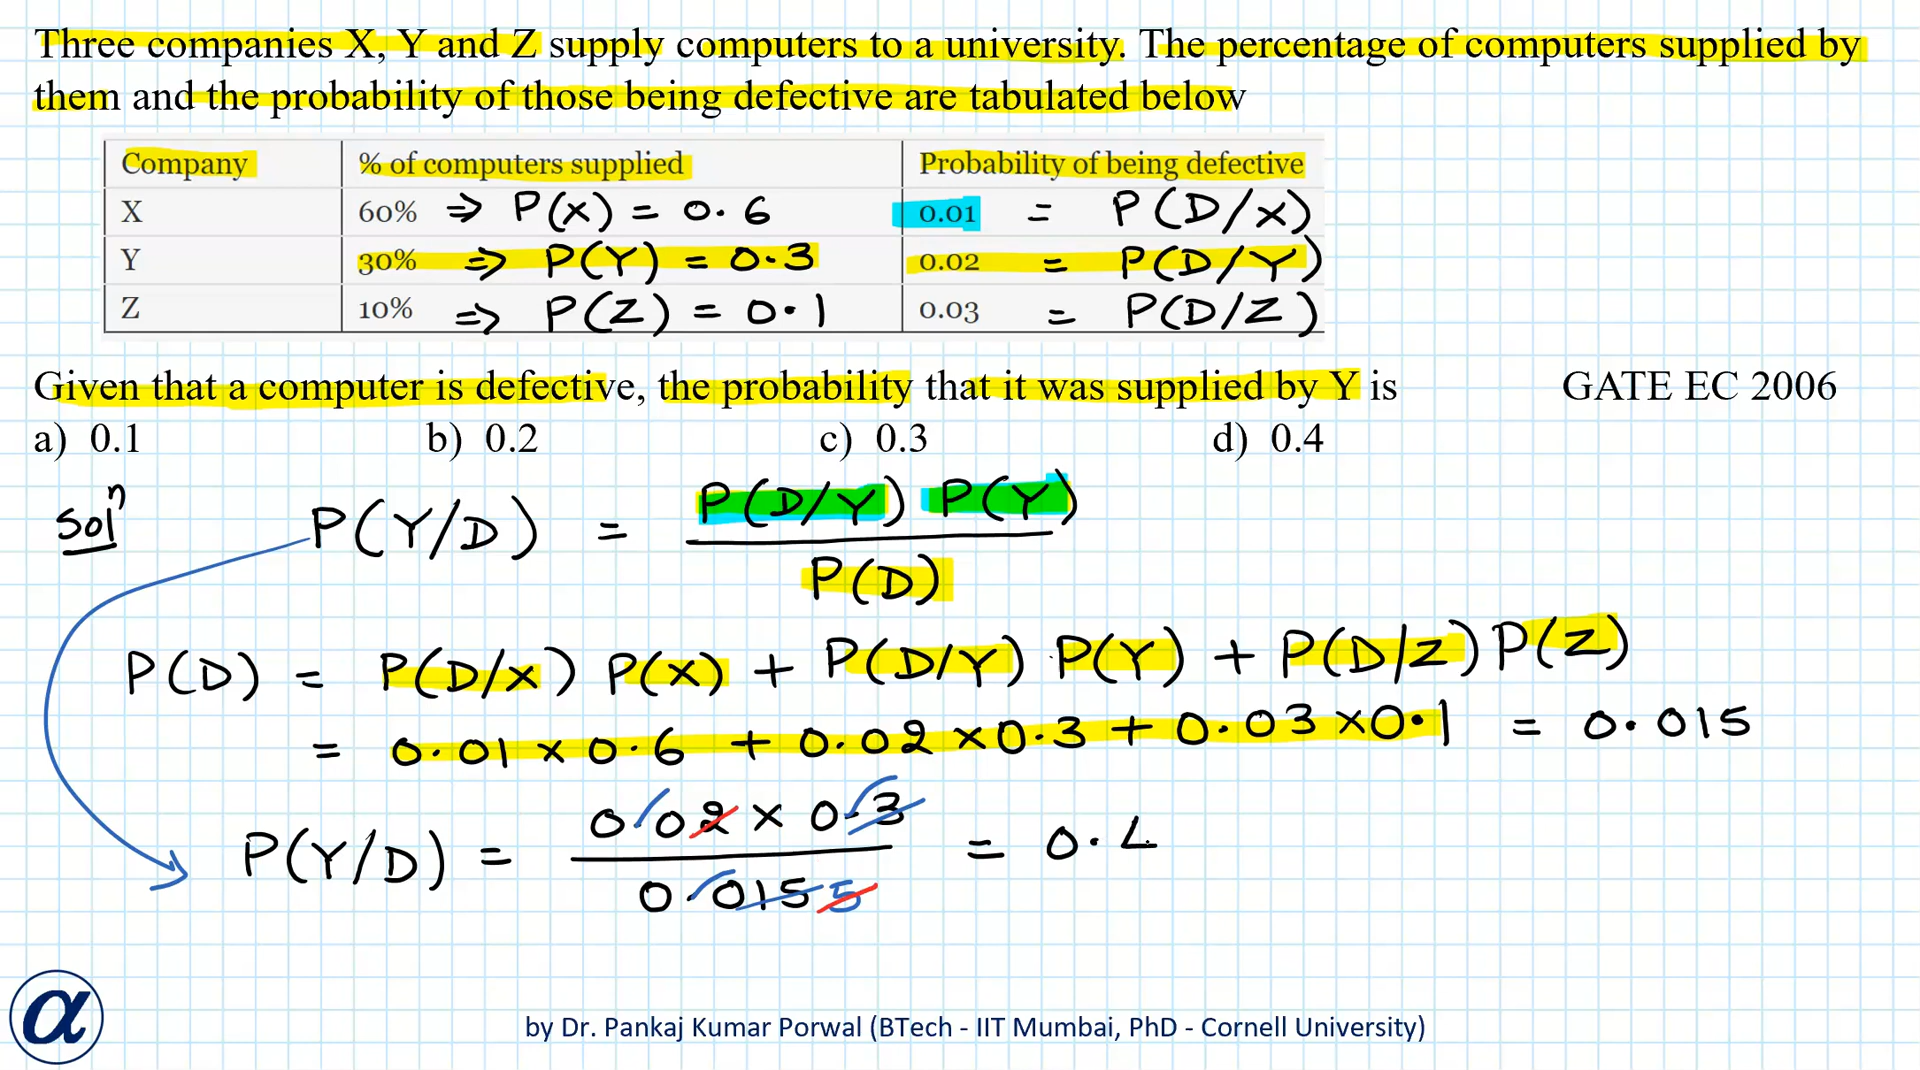 Three companies X, Y and Z supply computers to a university. The percentage of computers supplied by
them and the probability of those being defective are tabulated below
Company % of computers supplied Probability of being defective
X 60% ⇒ P(X) = 0.6 0.01 = P(D/X)
Y 30% ⇒ P(Y) = 0.3 0.02 = P(D/Y)
Z 10% ⇒ P(Z) = 0.1 0.03 = P(D/Z)
Given that a computer is defective, the probability that it was supplied by Y is GATE EC 2006
a) 0.1 b) 0.2 c) 0.3 d) 0.4
Solⁿ P(Y/D) = P(D/Y) P(Y)
P(D)
P(D) = P(D/X) P(X) + P(D/Y) P(Y) + P(D/Z) P(Z)
= 0.01 × 0.6 + 0.02 × 0.3 + 0.03 × 0.1 = 0.015
P(Y/D) = 0.02 × 0.3 = 0.4
0.015 5
α
by Dr. Pankaj Kumar Porwal (BTech - IIT Mumbai, PhD - Cornell University)